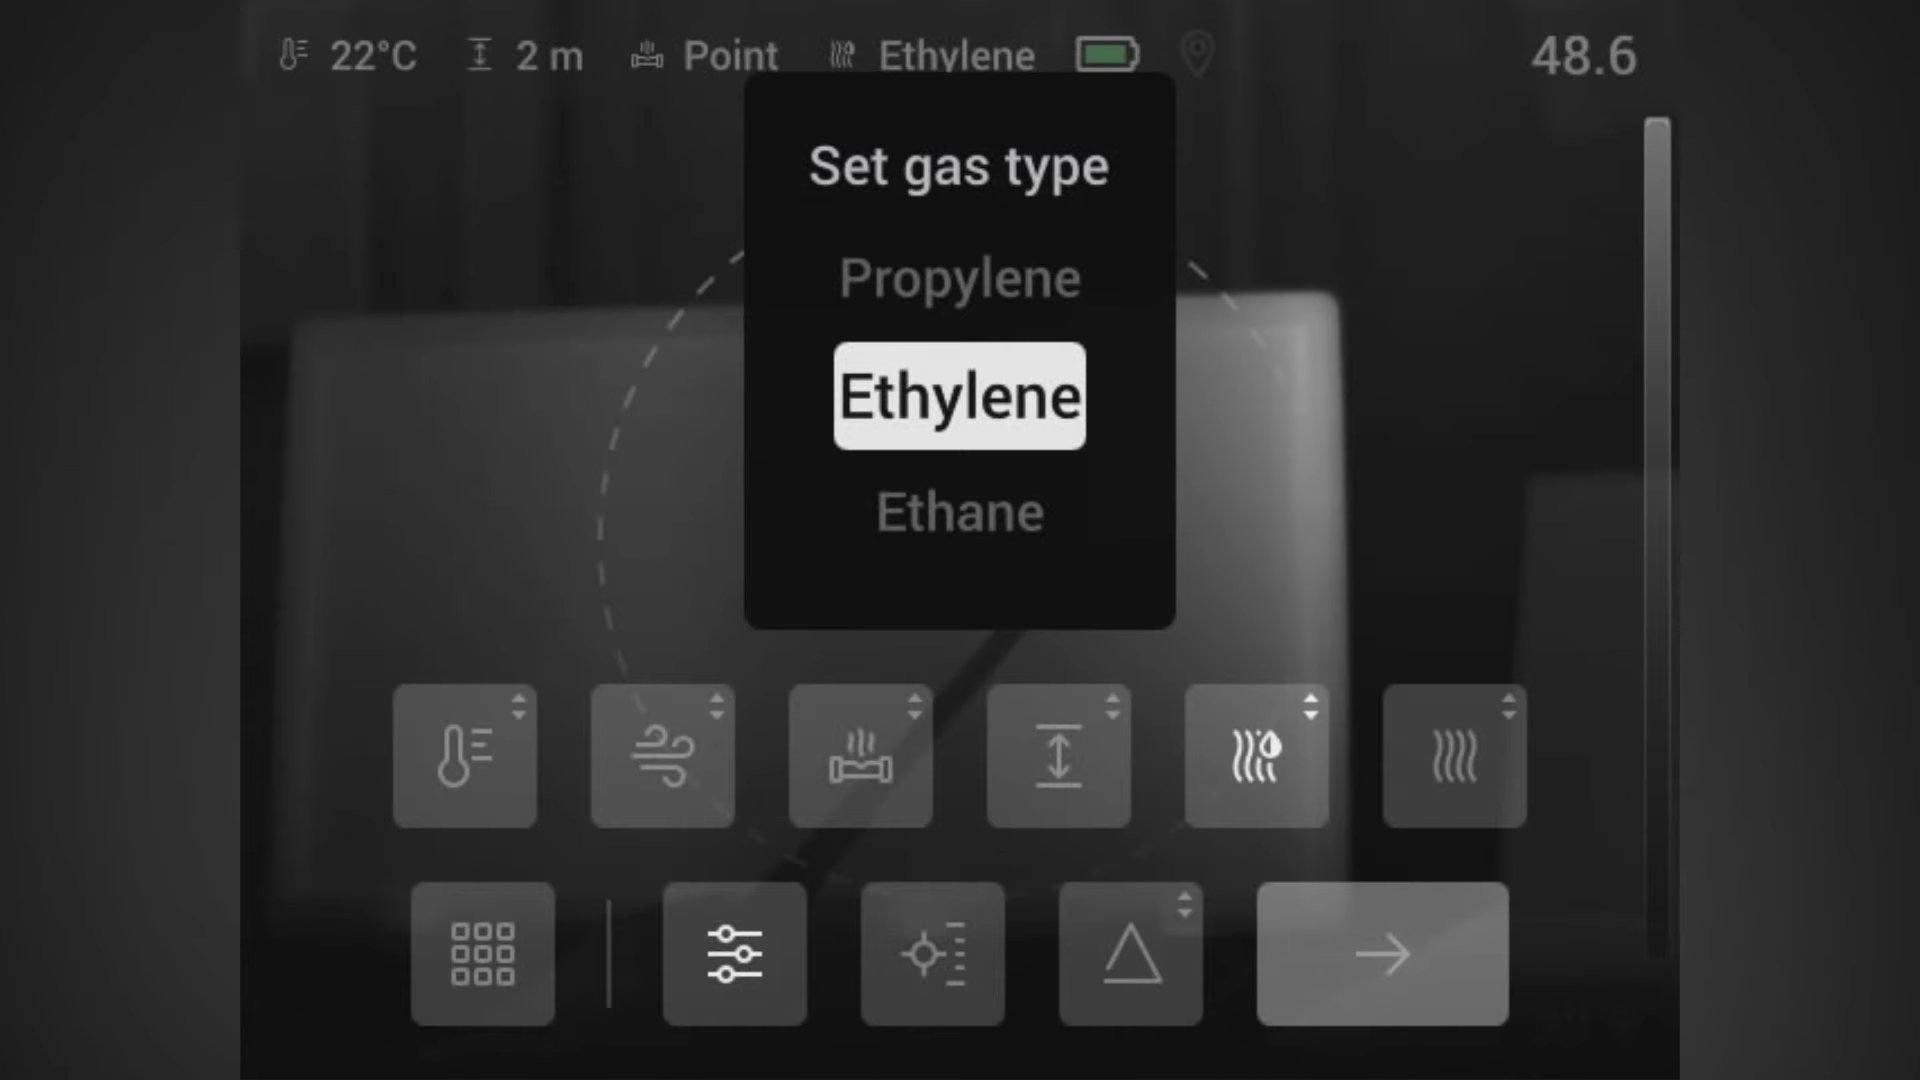 22°C 2 m Point Ethylene 48.6
Set gas type
Propylene
Ethylene
Ethane